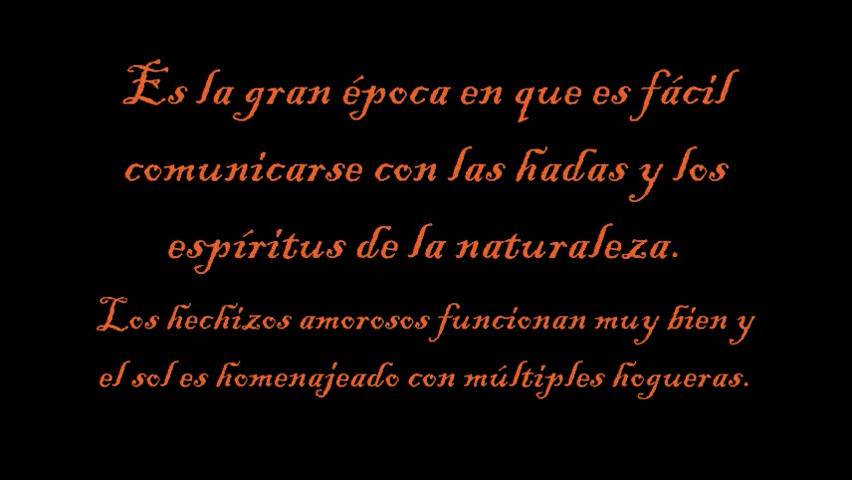 Es la gran época en que es fácil
comunicarse con las hadas y los
espíritus de la naturaleza.
Los hechizos amorosos funcionan muy bien y
el sol es homenajeado con múltiples hogueras.